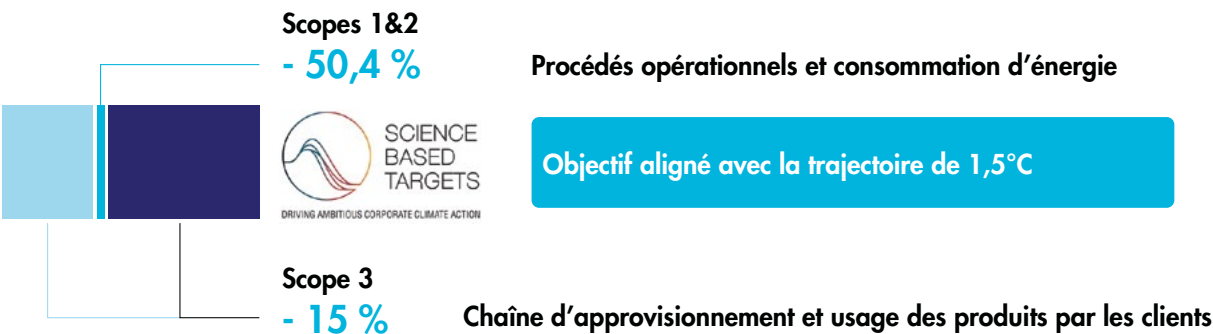 Scopes 1&2
- 50,4 %
Procédés opérationnels et consommation d’énergie
SCIENCE
BASED
TARGETS
DRIVING AMBITIOUS CORPORATE CLIMATE ACTION
Objectif aligné avec la trajectoire de 1,5°C
Scope 3
- 15 %
Chaîne d’approvisionnement et usage des produits par les clients